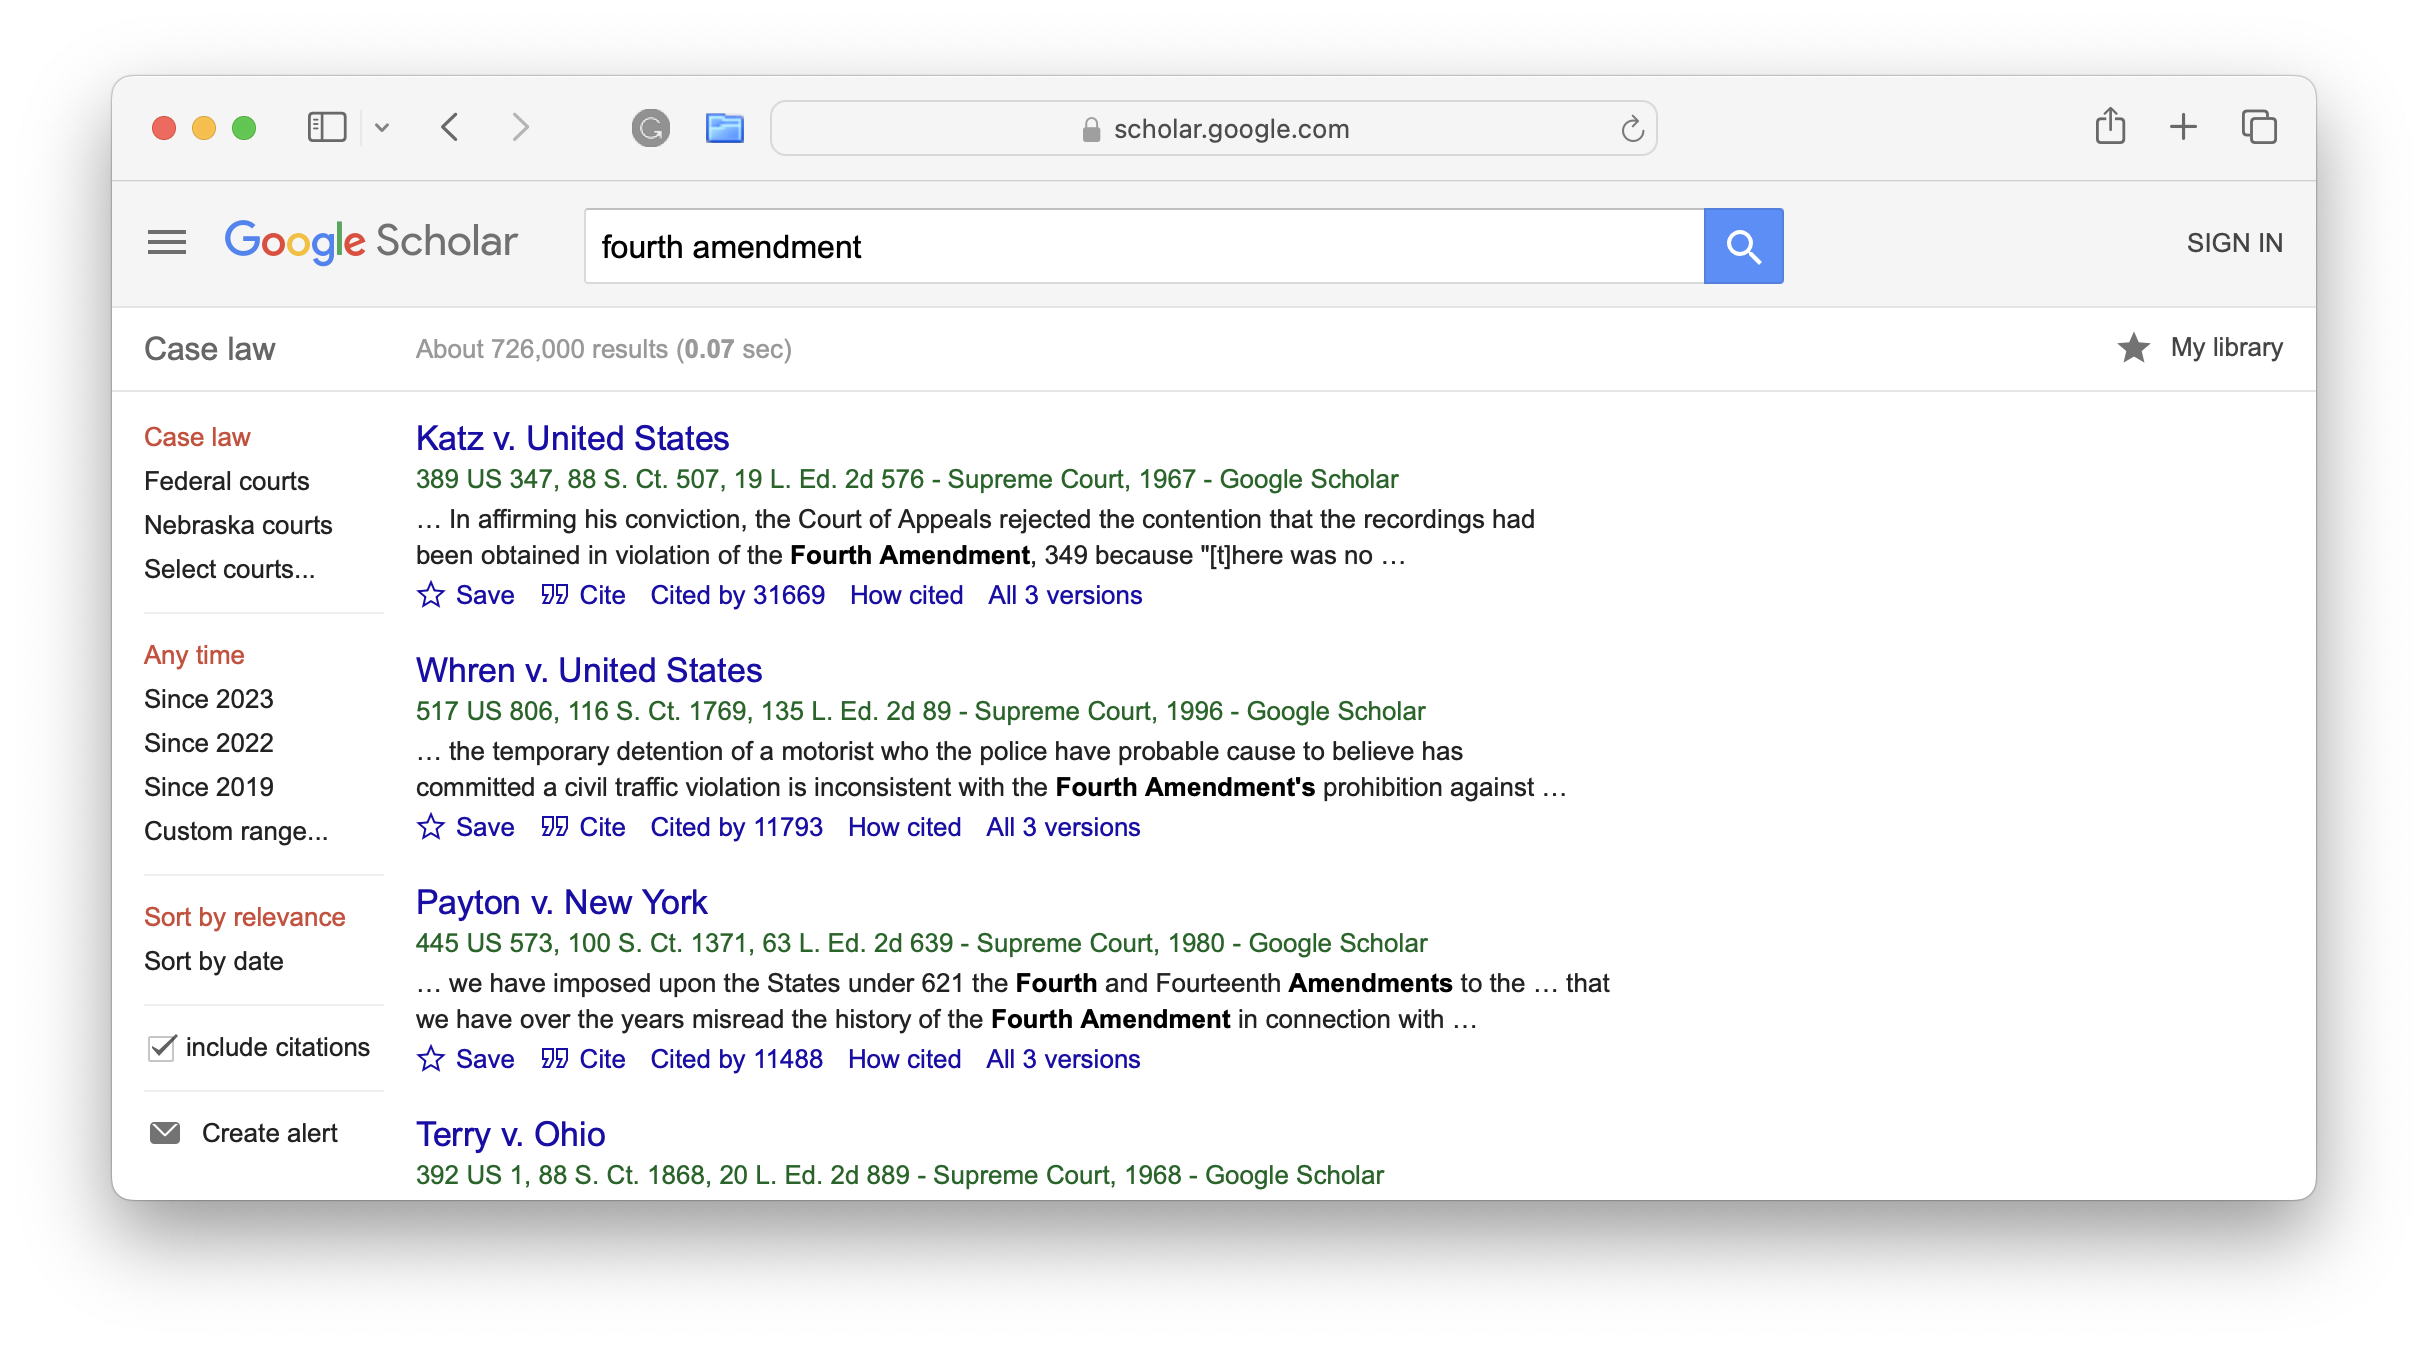 scholar.google.com
Google Scholar
fourth amendment
SIGN IN
Case law
About 726,000 results (0.07 sec)
My library
Case law
Federal courts
Nebraska courts
Select courts...
Any time
Since 2023
Since 2022
Since 2019
Custom range...
Sort by relevance
Sort by date
include citations
Create alert
Katz v. United States
389 US 347, 88 S. Ct. 507, 19 L. Ed. 2d 576 - Supreme Court, 1967 - Google Scholar
… In affirming his conviction, the Court of Appeals rejected the contention that the recordings had
been obtained in violation of the Fourth Amendment, 349 because "[t]here was no …
Save Cite Cited by 31669 How cited All 3 versions
Whren v. United States
517 US 806, 116 S. Ct. 1769, 135 L. Ed. 2d 89 - Supreme Court, 1996 - Google Scholar
… the temporary detention of a motorist who the police have probable cause to believe has
committed a civil traffic violation is inconsistent with the Fourth Amendment's prohibition against …
Save Cite Cited by 11793 How cited All 3 versions
Payton v. New York
445 US 573, 100 S. Ct. 1371, 63 L. Ed. 2d 639 - Supreme Court, 1980 - Google Scholar
… we have imposed upon the States under 621 the Fourth and Fourteenth Amendments to the … that
we have over the years misread the history of the Fourth Amendment in connection with …
Save Cite Cited by 11488 How cited All 3 versions
Terry v. Ohio
392 US 1, 88 S. Ct. 1868, 20 L. Ed. 2d 889 - Supreme Court, 1968 - Google Scholar